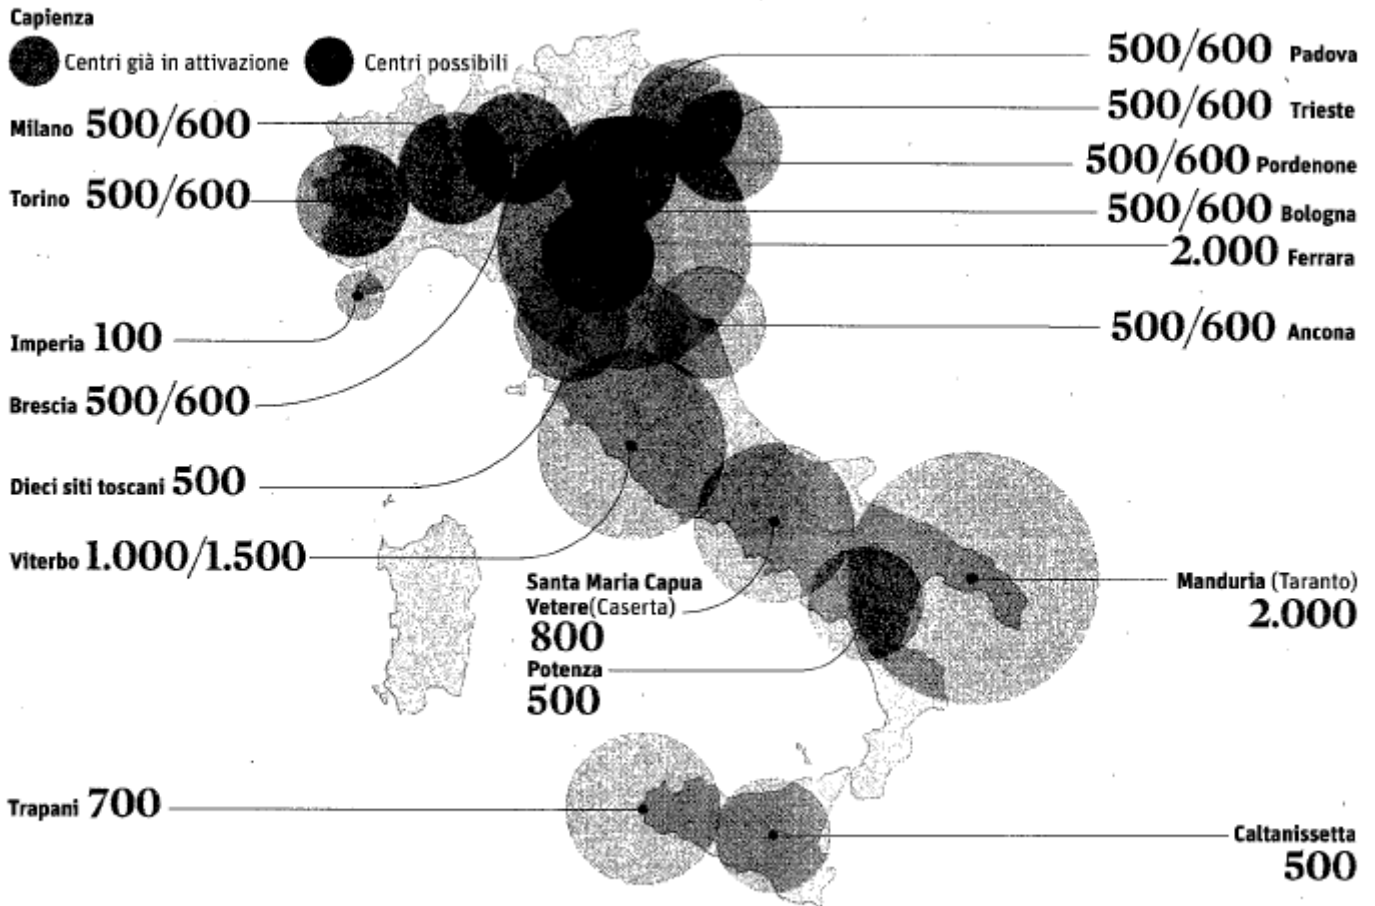 Capienza
Centri già in attivazione
Centri possibili
Milano 500/600
Torino 500/600
Imperia 100
Brescia 500/600
Dieci siti toscani 500
Viterbo 1.000/1.500
Trapani 700
500/600 Padova
500/600 Trieste
500/600 Pordenone
500/600 Bologna
2.000 Ferrara
500/600 Ancona
Santa Maria Capua
Vetere(Caserta)
800
Potenza
500
Manduria (Taranto)
2.000
Caltanissetta
500